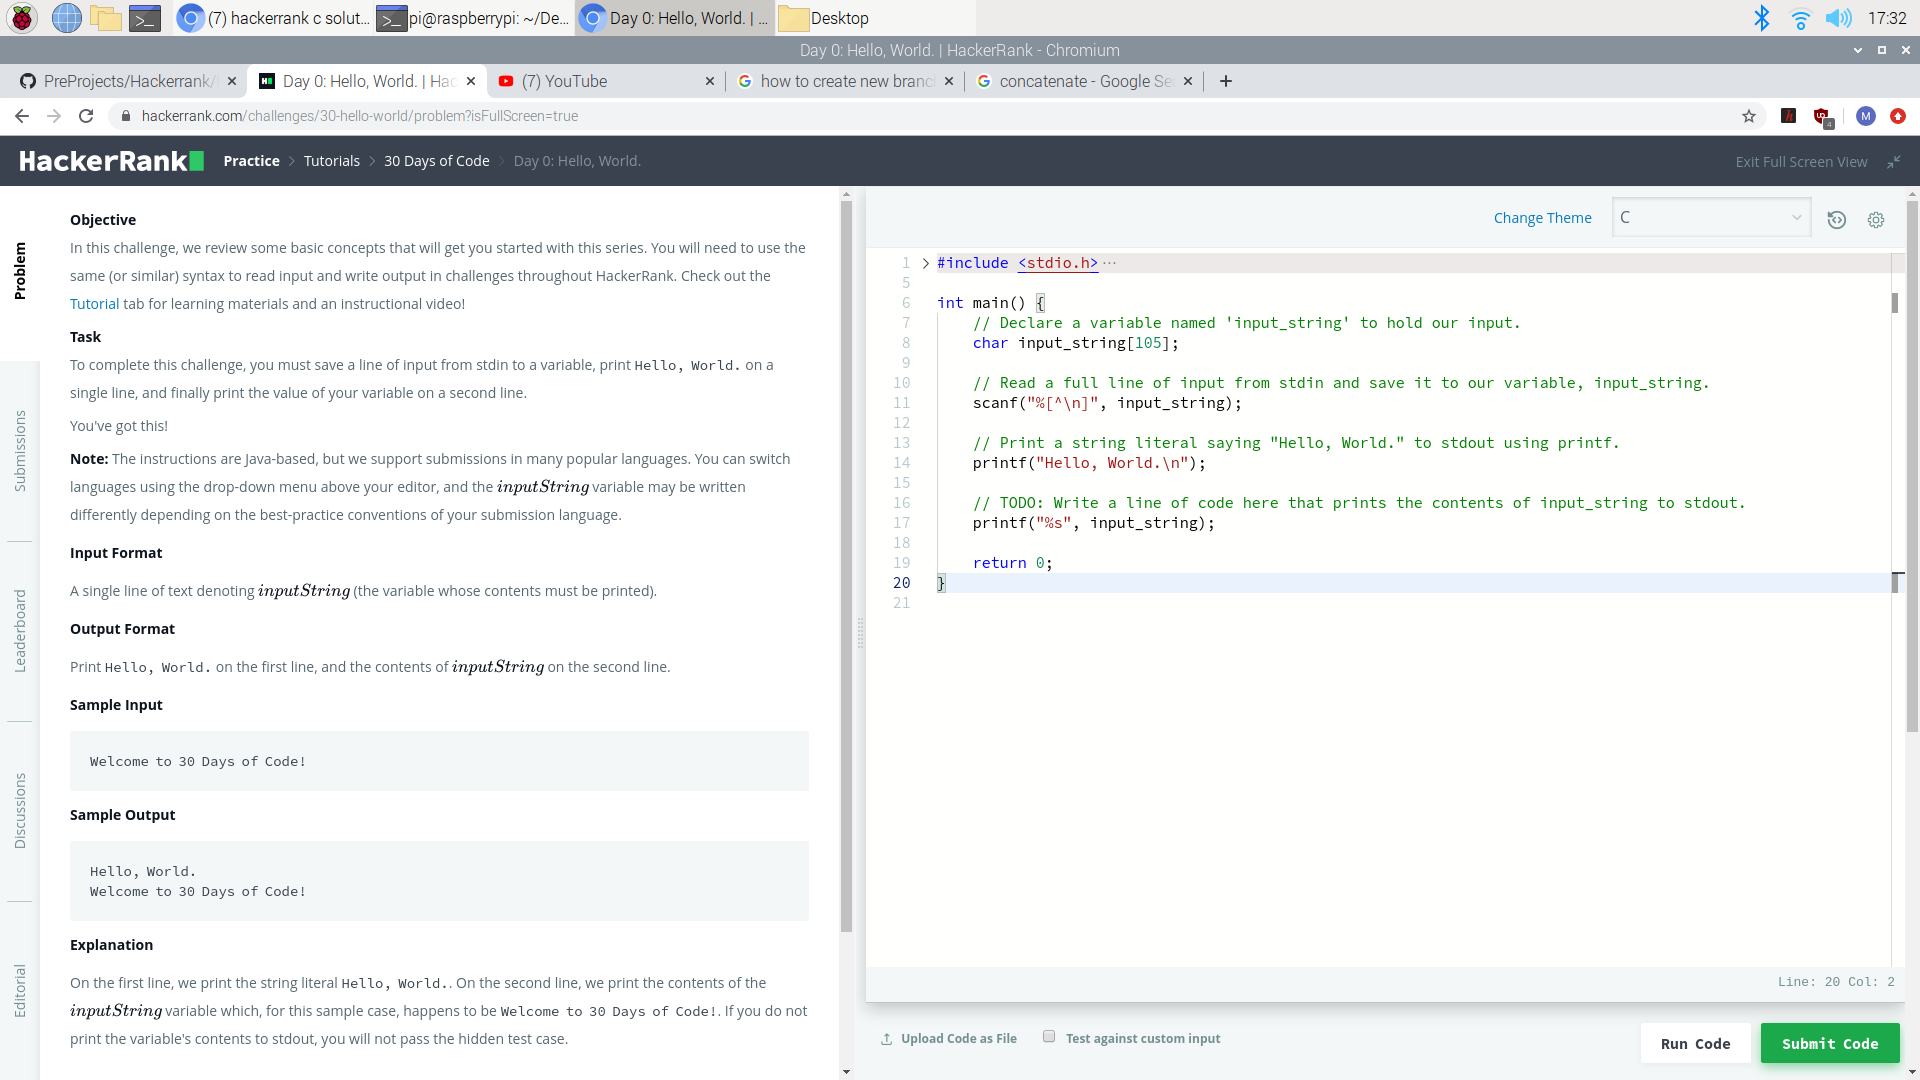 (7) hackerrank c solut...
pi@raspberrypi: ~/De...
Day 0: Hello, World. | ...
Desktop
17:32
Day 0: Hello, World. | HackerRank - Chromium
PreProjects/Hackerrank/
Day 0: Hello, World. | Hac
(7) YouTube
how to create new branc
concatenate - Google Se
hackerrank.com/challenges/30-hello-world/problem?isFullScreen=true
4
M
HackerRank
Practice > Tutorials > 30 Days of Code > Day 0: Hello, World.
Exit Full Screen View
Problem
Submissions
Leaderboard
Discussions
Editorial
Objective
In this challenge, we review some basic concepts that will get you started with this series. You will need to use the
same (or similar) syntax to read input and write output in challenges throughout HackerRank. Check out the
Tutorial tab for learning materials and an instructional video!
Task
To complete this challenge, you must save a line of input from stdin to a variable, print Hello, World. on a
single line, and finally print the value of your variable on a second line.
You've got this!
Note: The instructions are Java-based, but we support submissions in many popular languages. You can switch
languages using the drop-down menu above your editor, and the inputString variable may be written
differently depending on the best-practice conventions of your submission language.
Input Format
A single line of text denoting inputString (the variable whose contents must be printed).
Output Format
Print Hello, World. on the first line, and the contents of inputString on the second line.
Sample Input
Welcome to 30 Days of Code!
Sample Output
Hello, World.
Welcome to 30 Days of Code!
Explanation
On the first line, we print the string literal Hello, World.. On the second line, we print the contents of the
inputString variable which, for this sample case, happens to be Welcome to 30 Days of Code!. If you do not
print the variable's contents to stdout, you will not pass the hidden test case.
Change Theme
C
1 #include <stdio.h>···
5
6 int main() {
7 // Declare a variable named 'input_string' to hold our input.
8 char input_string[105];
9
10 // Read a full line of input from stdin and save it to our variable, input_string.
11 scanf("%[^\n]", input_string);
12
13 // Print a string literal saying "Hello, World." to stdout using printf.
14 printf("Hello, World.\n");
15
16 // TODO: Write a line of code here that prints the contents of input_string to stdout.
17 printf("%s", input_string);
18
19 return 0;
20 }
21
Line: 20 Col: 2
Upload Code as File
Test against custom input
Run Code
Submit Code